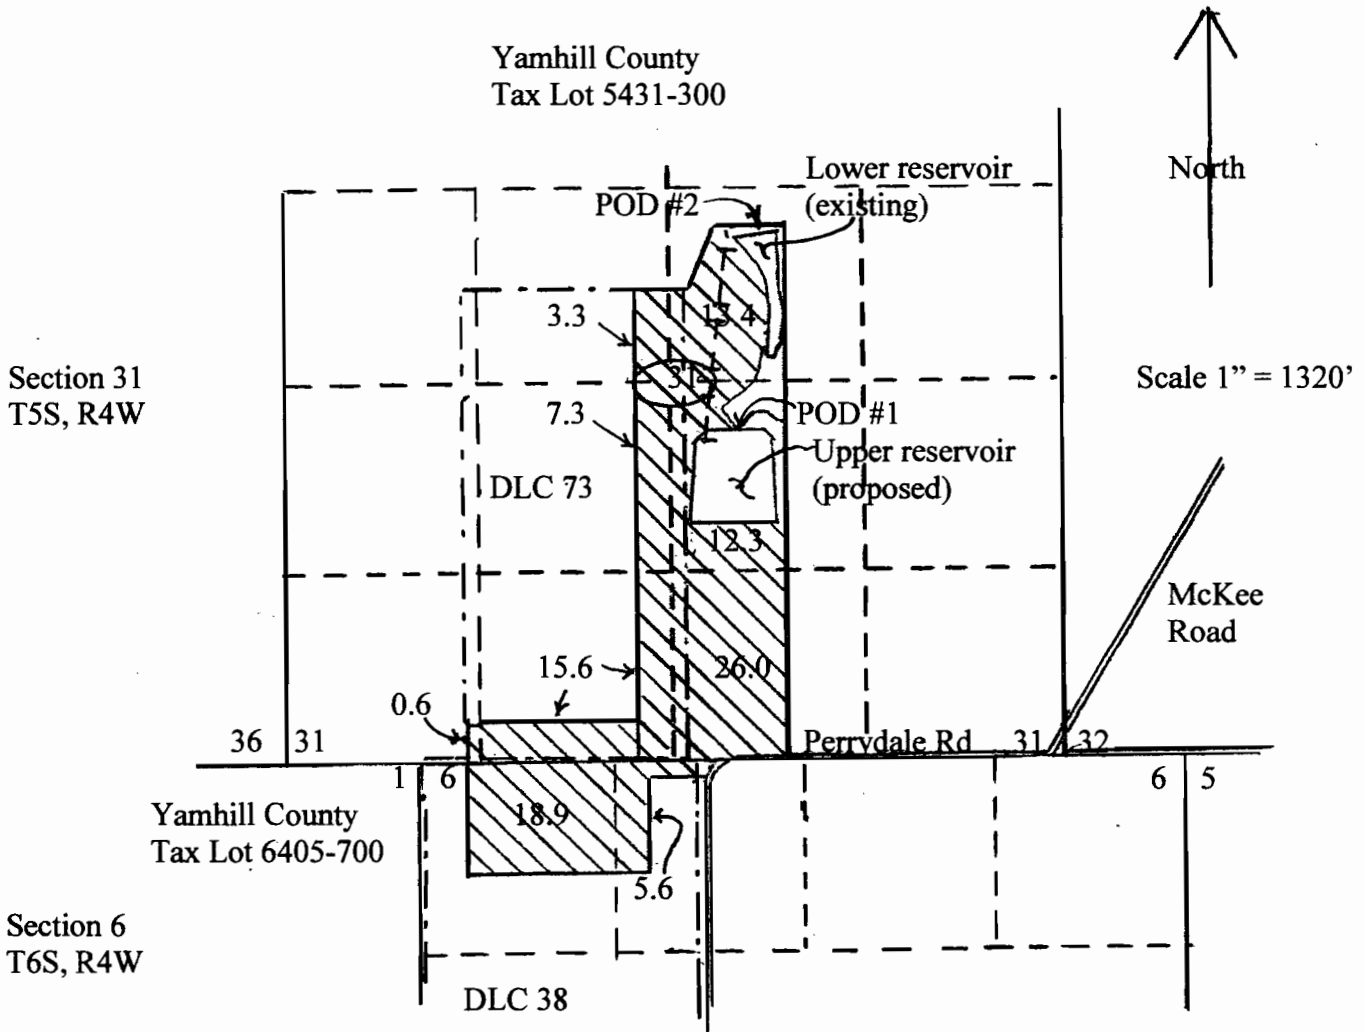 Yamhill County
Tax Lot 5431-300
North
Lower reservoir
(existing)
POD #2
3.3
13.4
Section 31
T5S, R4W
31
Scale 1” = 1320’
7.3
POD #1
Upper reservoir
(proposed)
DLC 73
12.3
McKee
Road
15.6
26.0
0.6
36
31
Perrydale Rd
31
32
1
6
6
5
Yamhill County
Tax Lot 6405-700
18.9
5.6
Section 6
T6S, R4W
DLC 38